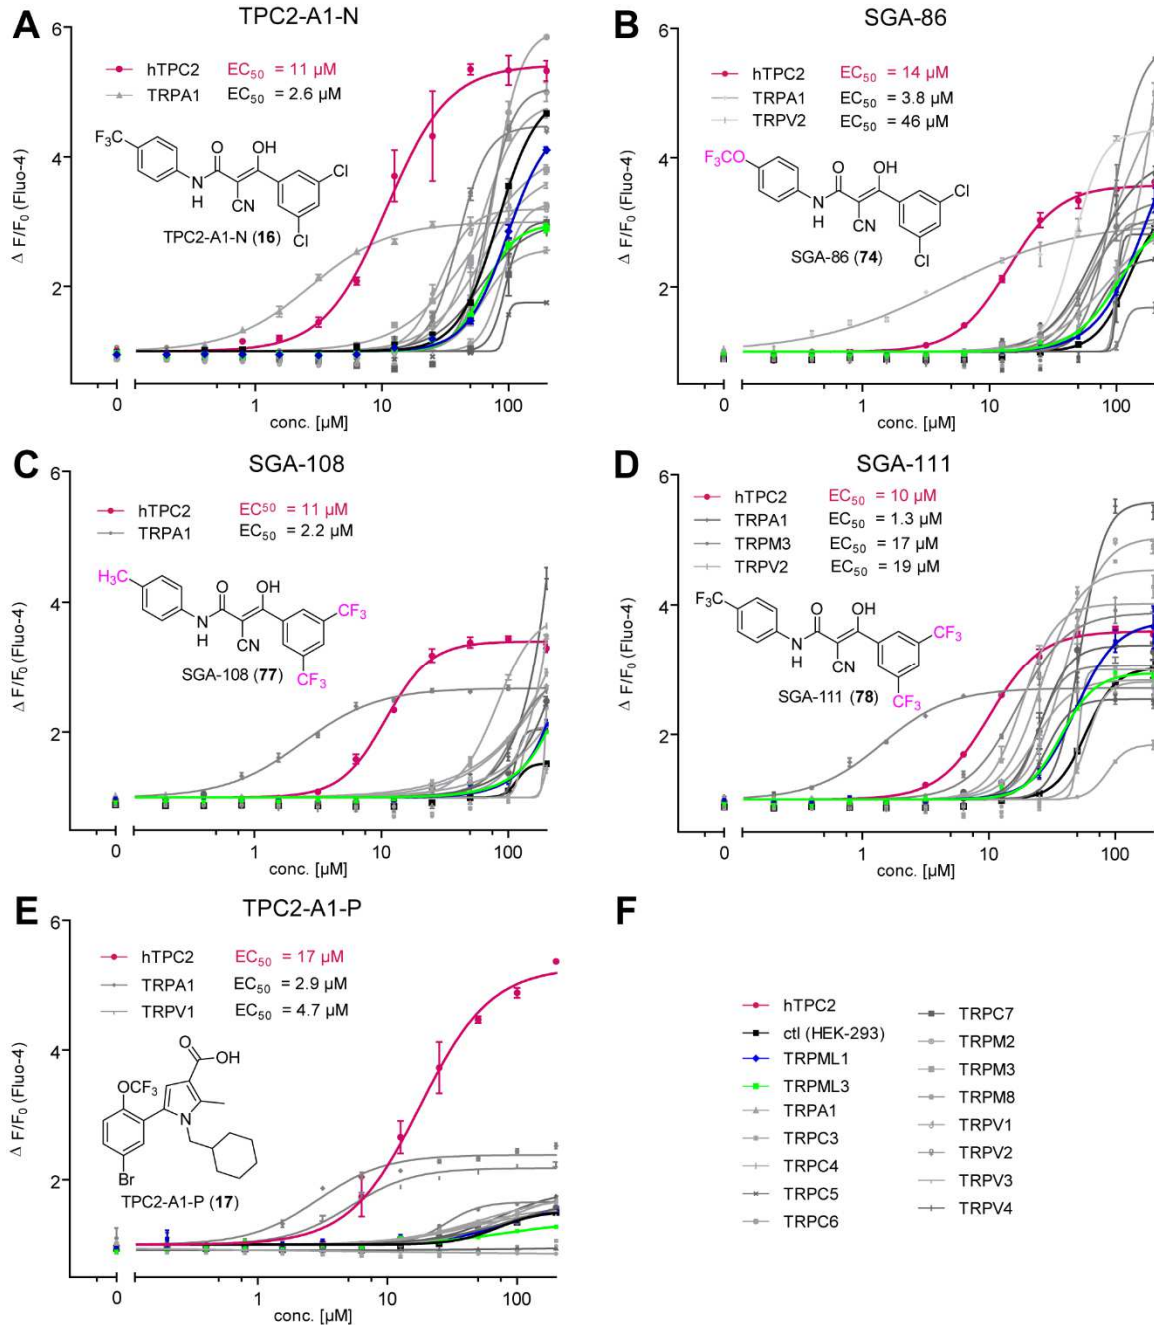 A
TPC2-A1-N
6
4
2
Δ F/F₀ (Fluo-4)
hTPC2 EC₅₀ = 11 µM
TRPA1 EC₅₀ = 2.6 µM
F₃C
O
OH
Cl
N
H
CN
Cl
TPC2-A1-N (16)
0 1 10 100
conc. [µM]
B
SGA-86
6
4
2
Δ F/F₀ (Fluo-4)
hTPC2 EC₅₀ = 14 µM
TRPA1 EC₅₀ = 3.8 µM
TRPV2 EC₅₀ = 46 µM
F₃CO
O
OH
Cl
N
H
CN
Cl
SGA-86 (74)
0 1 10 100
conc. [µM]
C
SGA-108
6
4
2
Δ F/F₀ (Fluo-4)
hTPC2 EC⁵⁰ = 11 µM
TRPA1 EC₅₀ = 2.2 µM
H₃C
O
OH
CF₃
N
H
CN
CF₃
SGA-108 (77)
0 1 10 100
conc. [µM]
D
SGA-111
6
4
2
Δ F/F₀ (Fluo-4)
hTPC2 EC₅₀ = 10 µM
TRPA1 EC₅₀ = 1.3 µM
TRPM3 EC₅₀ = 17 µM
TRPV2 EC₅₀ = 19 µM
F₃C
O
OH
CF₃
N
H
CN
CF₃
SGA-111 (78)
0 1 10 100
conc. [µM]
E
TPC2-A1-P
6
4
2
Δ F/F₀ (Fluo-4)
hTPC2 EC₅₀ = 17 µM
TRPA1 EC₅₀ = 2.9 µM
TRPV1 EC₅₀ = 4.7 µM
O
OH
OCF₃
N
Br
TPC2-A1-P (17)
0 1 10 100
conc. [µM]
F
hTPC2
ctl (HEK-293)
TRPML1
TRPML3
TRPA1
TRPC3
TRPC4
TRPC5
TRPC6
TRPC7
TRPM2
TRPM3
TRPM8
TRPV1
TRPV2
TRPV3
TRPV4